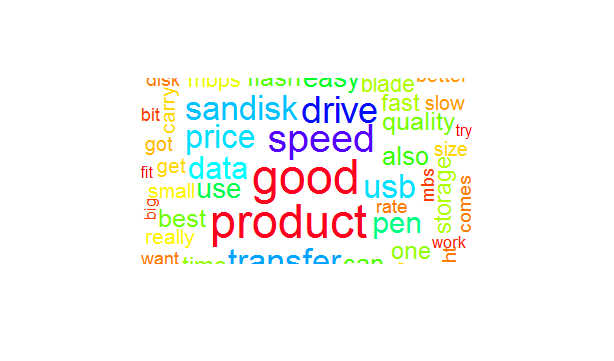 disk mbps flash easy blade better
carry sandisk drive fast slow
bit price speed quality try
got data also size
fit get good usb mbs storage comes
small use rate
big best product pen
really one work
want time transfer can